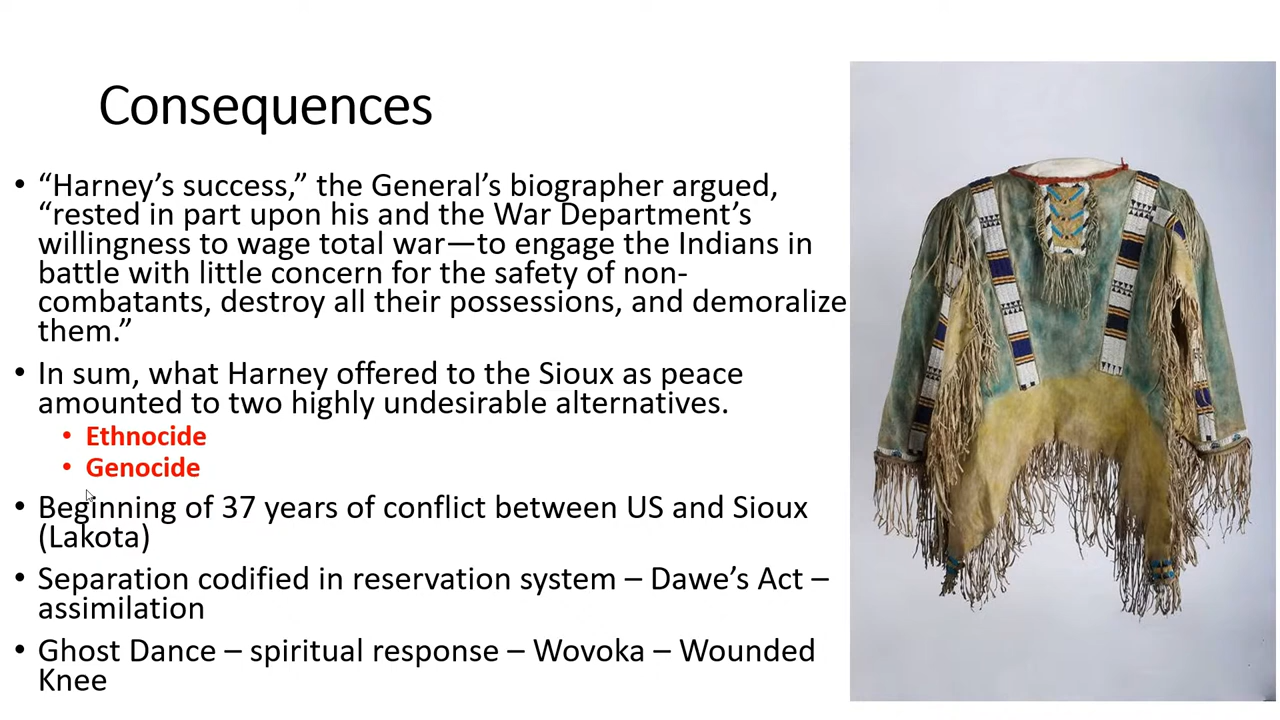 Consequences
• “Harney’s success,” the General’s biographer argued,
“rested in part upon his and the War Department’s
willingness to wage total war—to engage the Indians in
battle with little concern for the safety of non-
combatants, destroy all their possessions, and demoralize
them.”
• In sum, what Harney offered to the Sioux as peace
amounted to two highly undesirable alternatives.
• Ethnocide
• Genocide
• Beginning of 37 years of conflict between US and Sioux
(Lakota)
• Separation codified in reservation system – Dawe’s Act –
assimilation
• Ghost Dance – spiritual response – Wovoka – Wounded
Knee